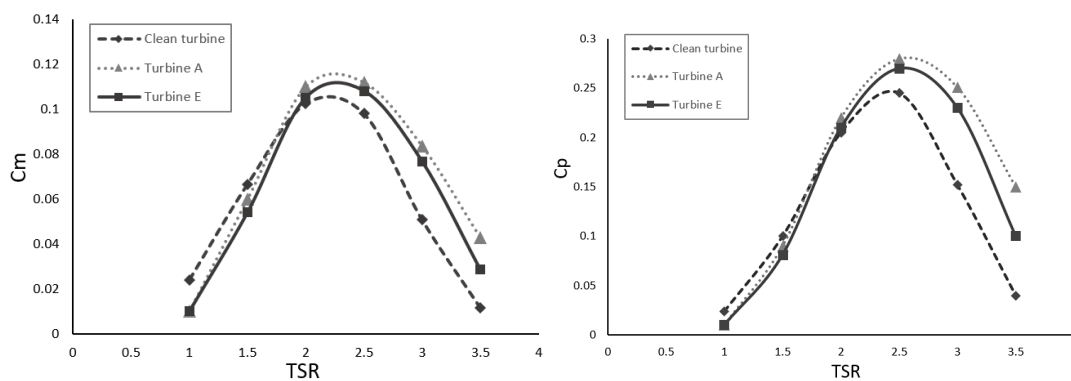 0.14
0.12
0.1
0.08
0.06
0.04
0.02
0
Cm
Clean turbine
Turbine A
Turbine E
0 0.5 1 1.5 2 2.5 3 3.5 4
TSR
0.3
0.25
0.2
0.15
0.1
0.05
0
Cp
Clean turbine
Turbine A
Turbine E
0 0.5 1 1.5 2 2.5 3 3.5
TSR